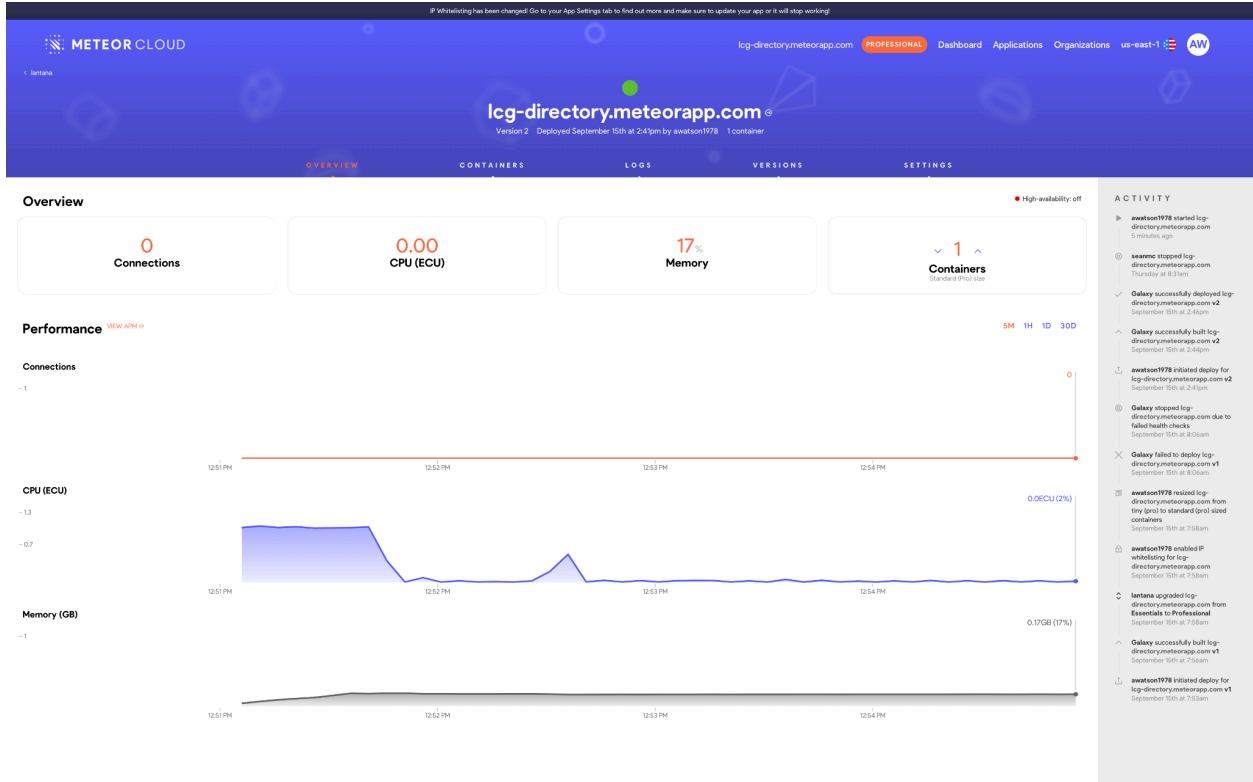 IP Whitelisting has been changed! Go to your App Settings tab to find out more and make sure to update your app or it will stop working!
METEOR CLOUD
lcg-directory.meteorapp.com PROFESSIONAL Dashboard Applications Organizations us-east-1 AW
< lantana
lcg-directory.meteorapp.com
Version 2 Deployed September 15th at 2:41pm by awatson1978 1 container
OVERVIEW CONTAINERS LOGS VERSIONS SETTINGS
Overview
High-availability: off
0
Connections
0.00
CPU (ECU)
17%
Memory
1
Containers
Standard (Pro) size
Performance VIEW APM
5M 1H 1D 30D
Connections
0
– 1
12:51 PM 12:52 PM 12:53 PM 12:54 PM
CPU (ECU)
0.0ECU (2%)
– 1.3
– 0.7
12:51 PM 12:52 PM 12:53 PM 12:54 PM
Memory (GB)
0.17GB (17%)
– 1
12:51 PM 12:52 PM 12:53 PM 12:54 PM
ACTIVITY
awatson1978 started lcg-
directory.meteorapp.com
5 minutes ago
seanmc stopped lcg-
directory.meteorapp.com
Thursday at 8:31am
Galaxy successfully deployed lcg-
directory.meteorapp.com v2
September 15th at 2:46pm
Galaxy successfully built lcg-
directory.meteorapp.com v2
September 15th at 2:44pm
awatson1978 initiated deploy for
lcg-directory.meteorapp.com v2
September 15th at 2:41pm
Galaxy stopped lcg-
directory.meteorapp.com due to
failed health checks
September 15th at 8:06am
Galaxy failed to deploy lcg-
directory.meteorapp.com v1
September 15th at 8:06am
awatson1978 resized lcg-
directory.meteorapp.com from
tiny (pro) to standard (pro) sized
containers
September 15th at 7:58am
awatson1978 enabled IP
whitelisting for lcg-
directory.meteorapp.com
September 15th at 7:58am
lantana upgraded lcg-
directory.meteorapp.com from
Essentials to Professional
September 15th at 7:58am
Galaxy successfully built lcg-
directory.meteorapp.com v1
September 15th at 7:56am
awatson1978 initiated deploy for
lcg-directory.meteorapp.com v1
September 15th at 7:53am